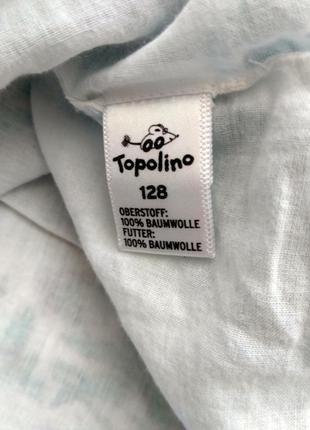 Topolino
128
OBERSTOFF:
100% BAUMWOLLE
FUTTER:
100% BAUMWOLLE